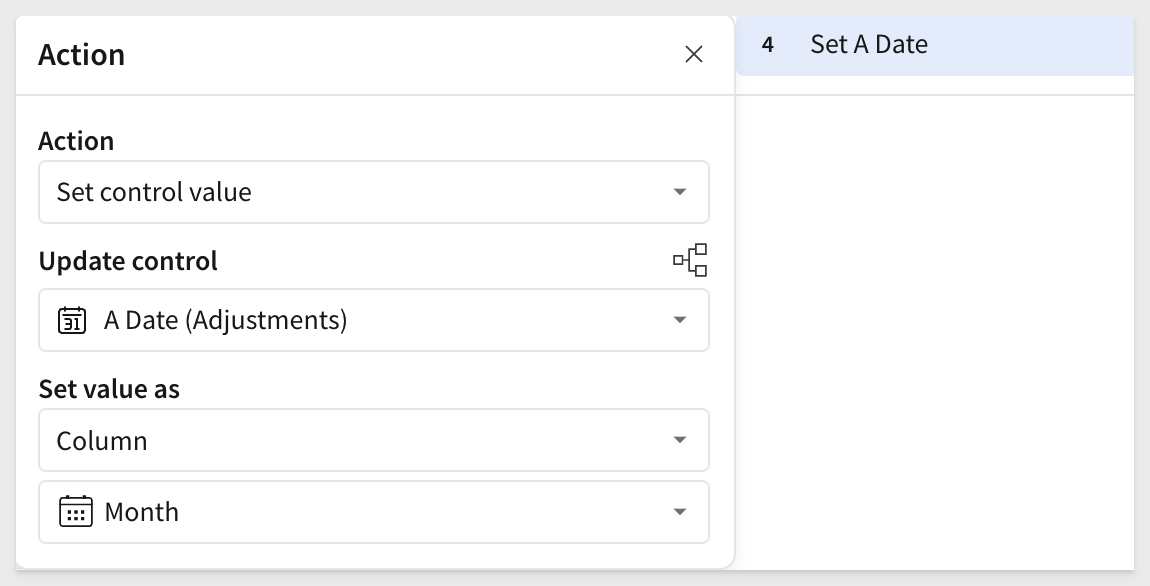 Action
4 Set A Date
Action
Set control value
Update control
31 A Date (Adjustments)
Set value as
Column
Month